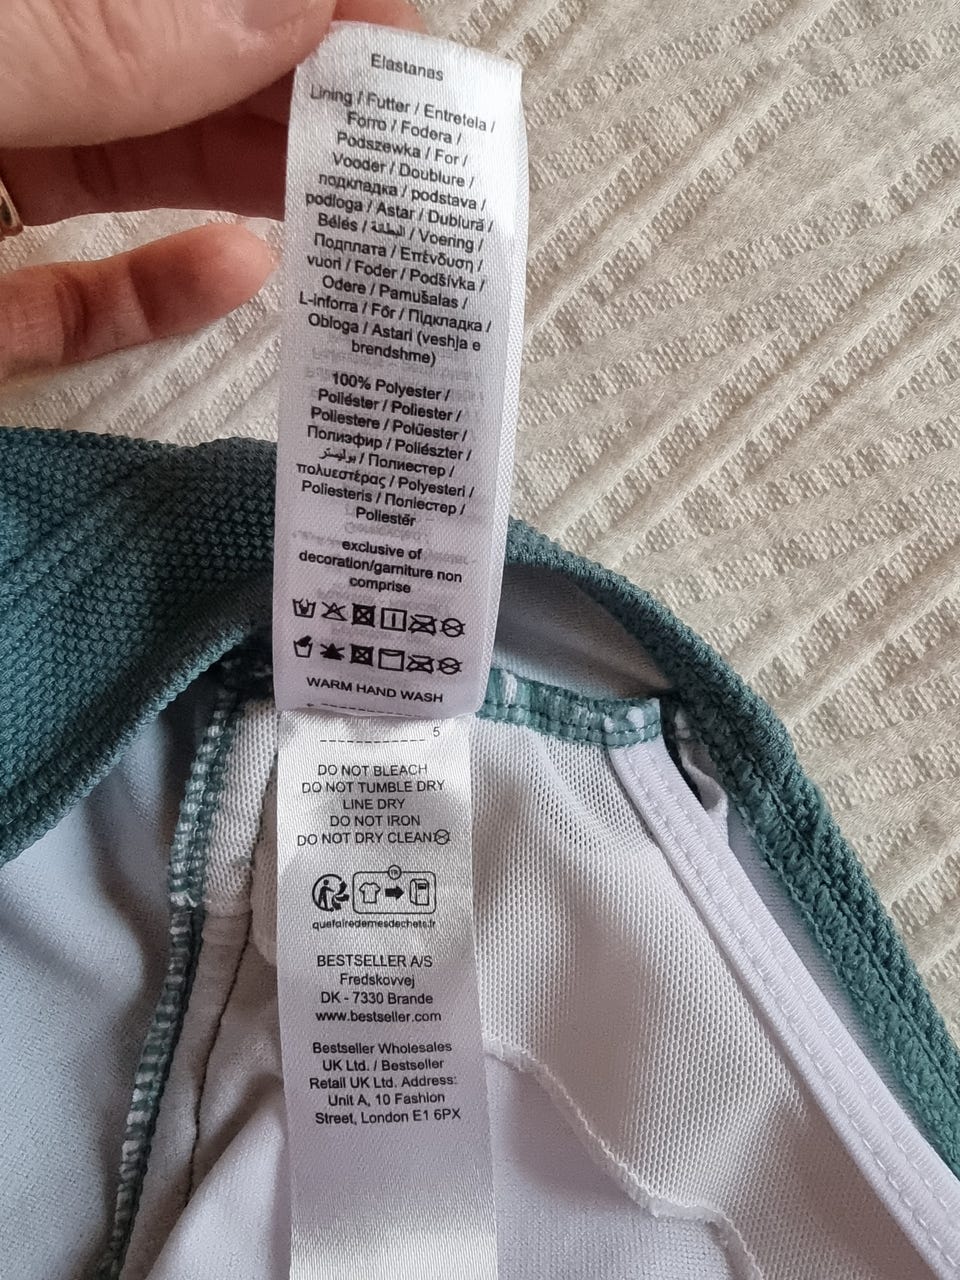 Elastanas
Lining / Futter / Entretela /
Forro / Fodera /
Podszewka / For /
Vooder / Doublure /
подкладка / podstava /
podloga / Astar / Dublură /
Bélés / البطانة / Voering /
Подплата / Επένδυση /
vuori / Foder / Podšívka /
Odere / Pamušalas /
L-inforra / Fôr / Підкладка /
Obloga / Astari (veshja e
brendshme)
100% Polyester /
Poliéster / Poliester /
Poliestere / Polüester /
Полиэфир / Poliészter /
بوليستر / Полиестер /
πολυεστέρας / Polyesteri /
Poliesteris / Поліестер /
Poliestër
exclusive of
decoration/garniture non
comprise
WARM HAND WASH
5
DO NOT BLEACH
DO NOT TUMBLE DRY
LINE DRY
DO NOT IRON
DO NOT DRY CLEAN
FR
quefairedemesdechets.fr
BESTSELLER A/S
Fredskovvej
DK - 7330 Brande
www.bestseller.com
Bestseller Wholesales
UK Ltd. / Bestseller
Retail UK Ltd. Address:
Unit A, 10 Fashion
Street, London E1 6PX